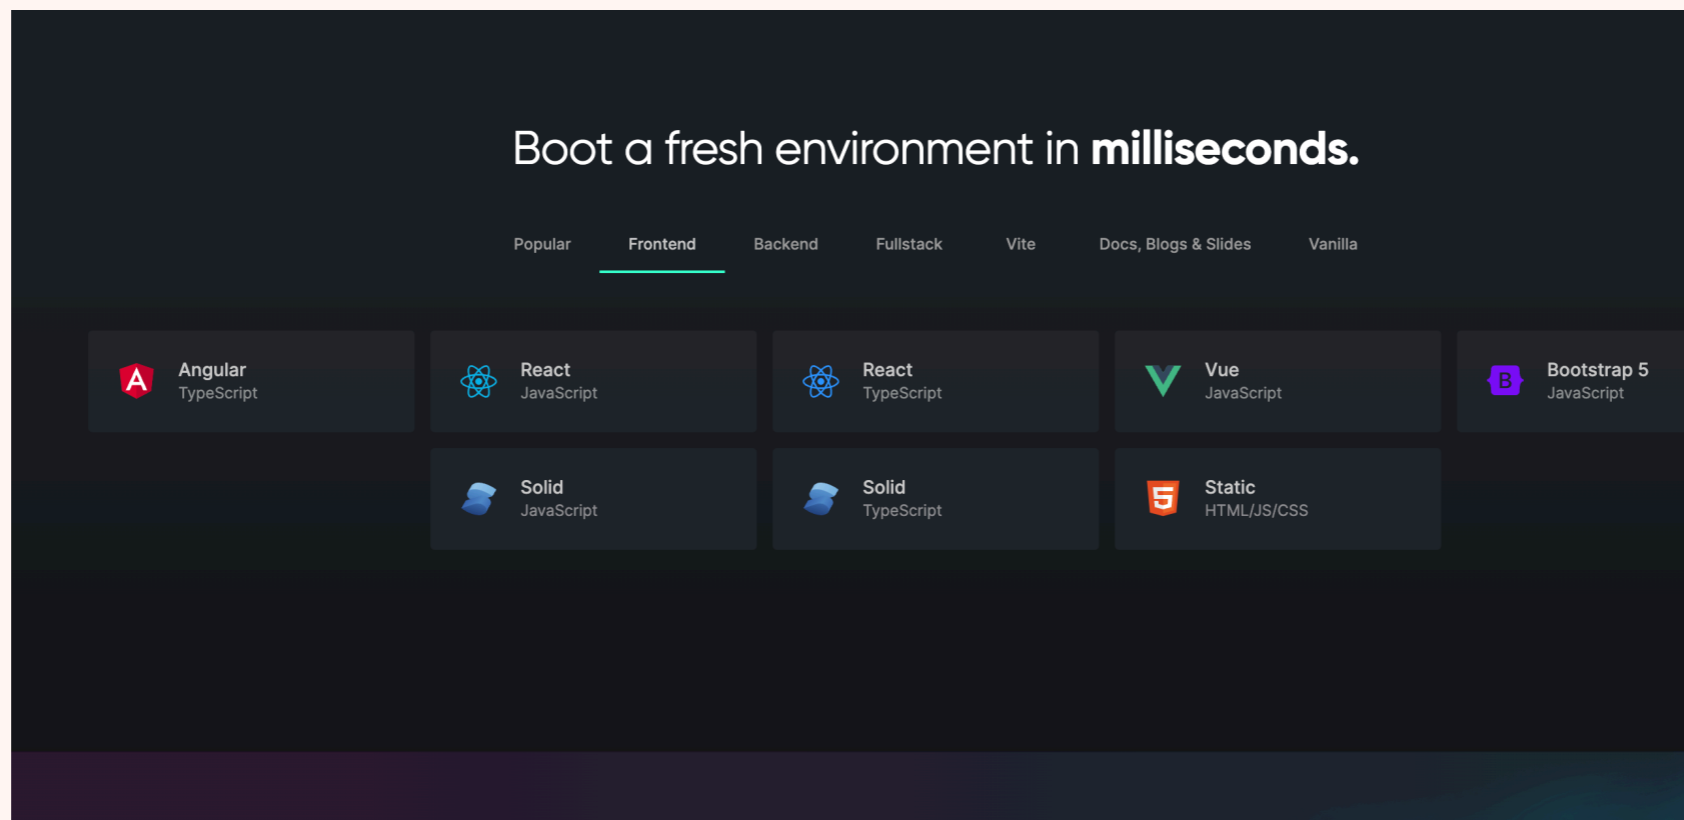 Boot a fresh environment in milliseconds.
Popular Frontend Backend Fullstack Vite Docs, Blogs & Slides Vanilla
Angular
TypeScript
React
JavaScript
React
TypeScript
Vue
JavaScript
Bootstrap 5
JavaScript
Solid
JavaScript
Solid
TypeScript
Static
HTML/JS/CSS